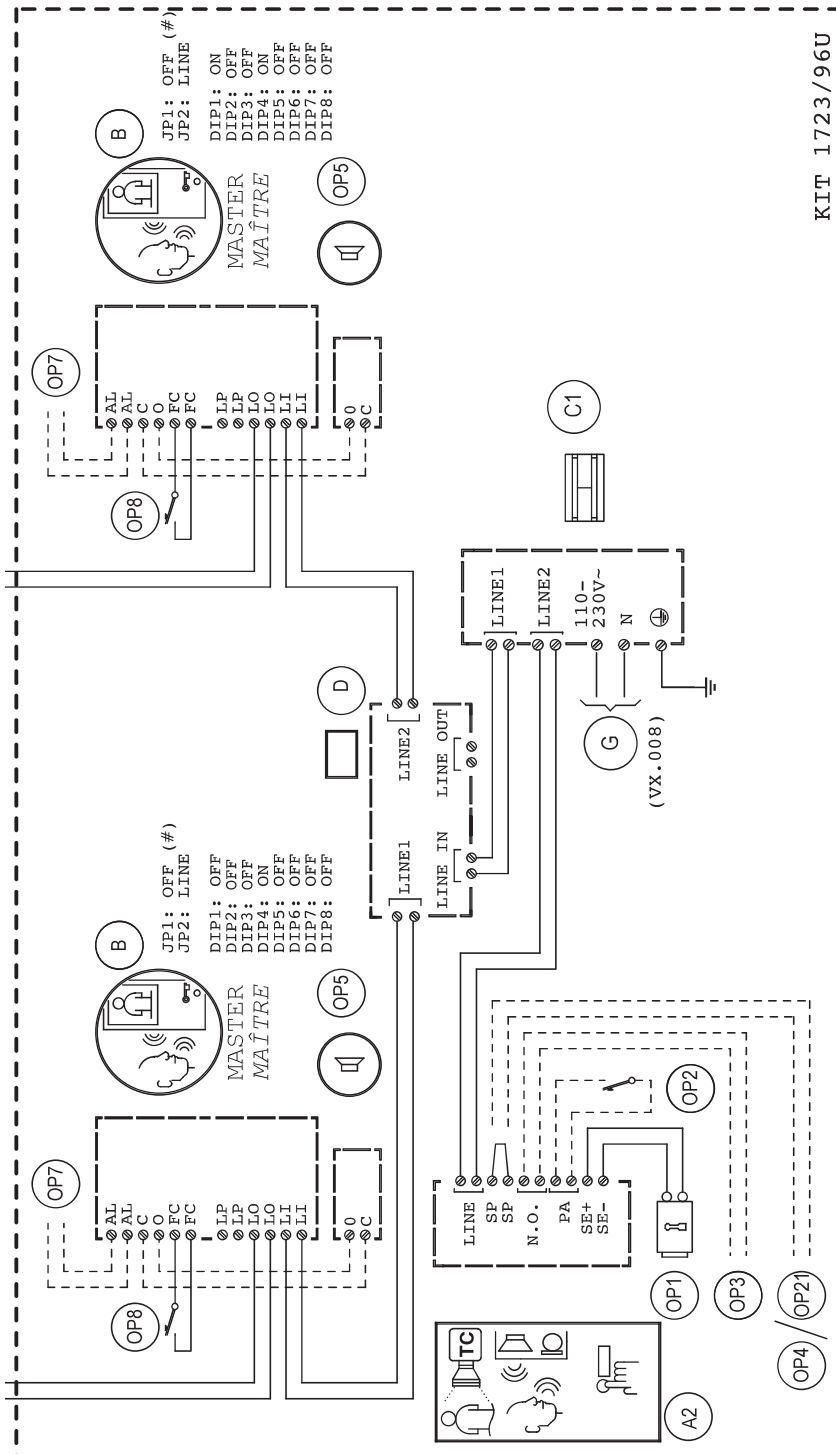 OP7
AL
AL
C
O
FC
FC
LP
LP
LO
LO
LI
LI
0
C
OP8
B
MASTER
MAÎTRE
OP5
JP1: OFF (#)
JP2: LINE
DIP1: OFF
DIP2: OFF
DIP3: OFF
DIP4: ON
DIP5: OFF
DIP6: OFF
DIP7: OFF
DIP8: OFF
OP7
AL
AL
C
O
FC
FC
LP
LP
LO
LO
LI
LI
0
C
OP8
B
MASTER
MAÎTRE
OP5
JP1: OFF (#)
JP2: LINE
DIP1: ON
DIP2: OFF
DIP3: OFF
DIP4: ON
DIP5: OFF
DIP6: OFF
DIP7: OFF
DIP8: OFF
D
LINE1
LINE2
LINE IN
LINE OUT
A2
TC
LINE
SP
SP
N.O.
PA
SE+
SE-
OP1
OP2
OP3
OP4 / OP21
C1
LINE1
LINE2
110-
230V~
N
G
(VX.008)
KIT 1723/96U